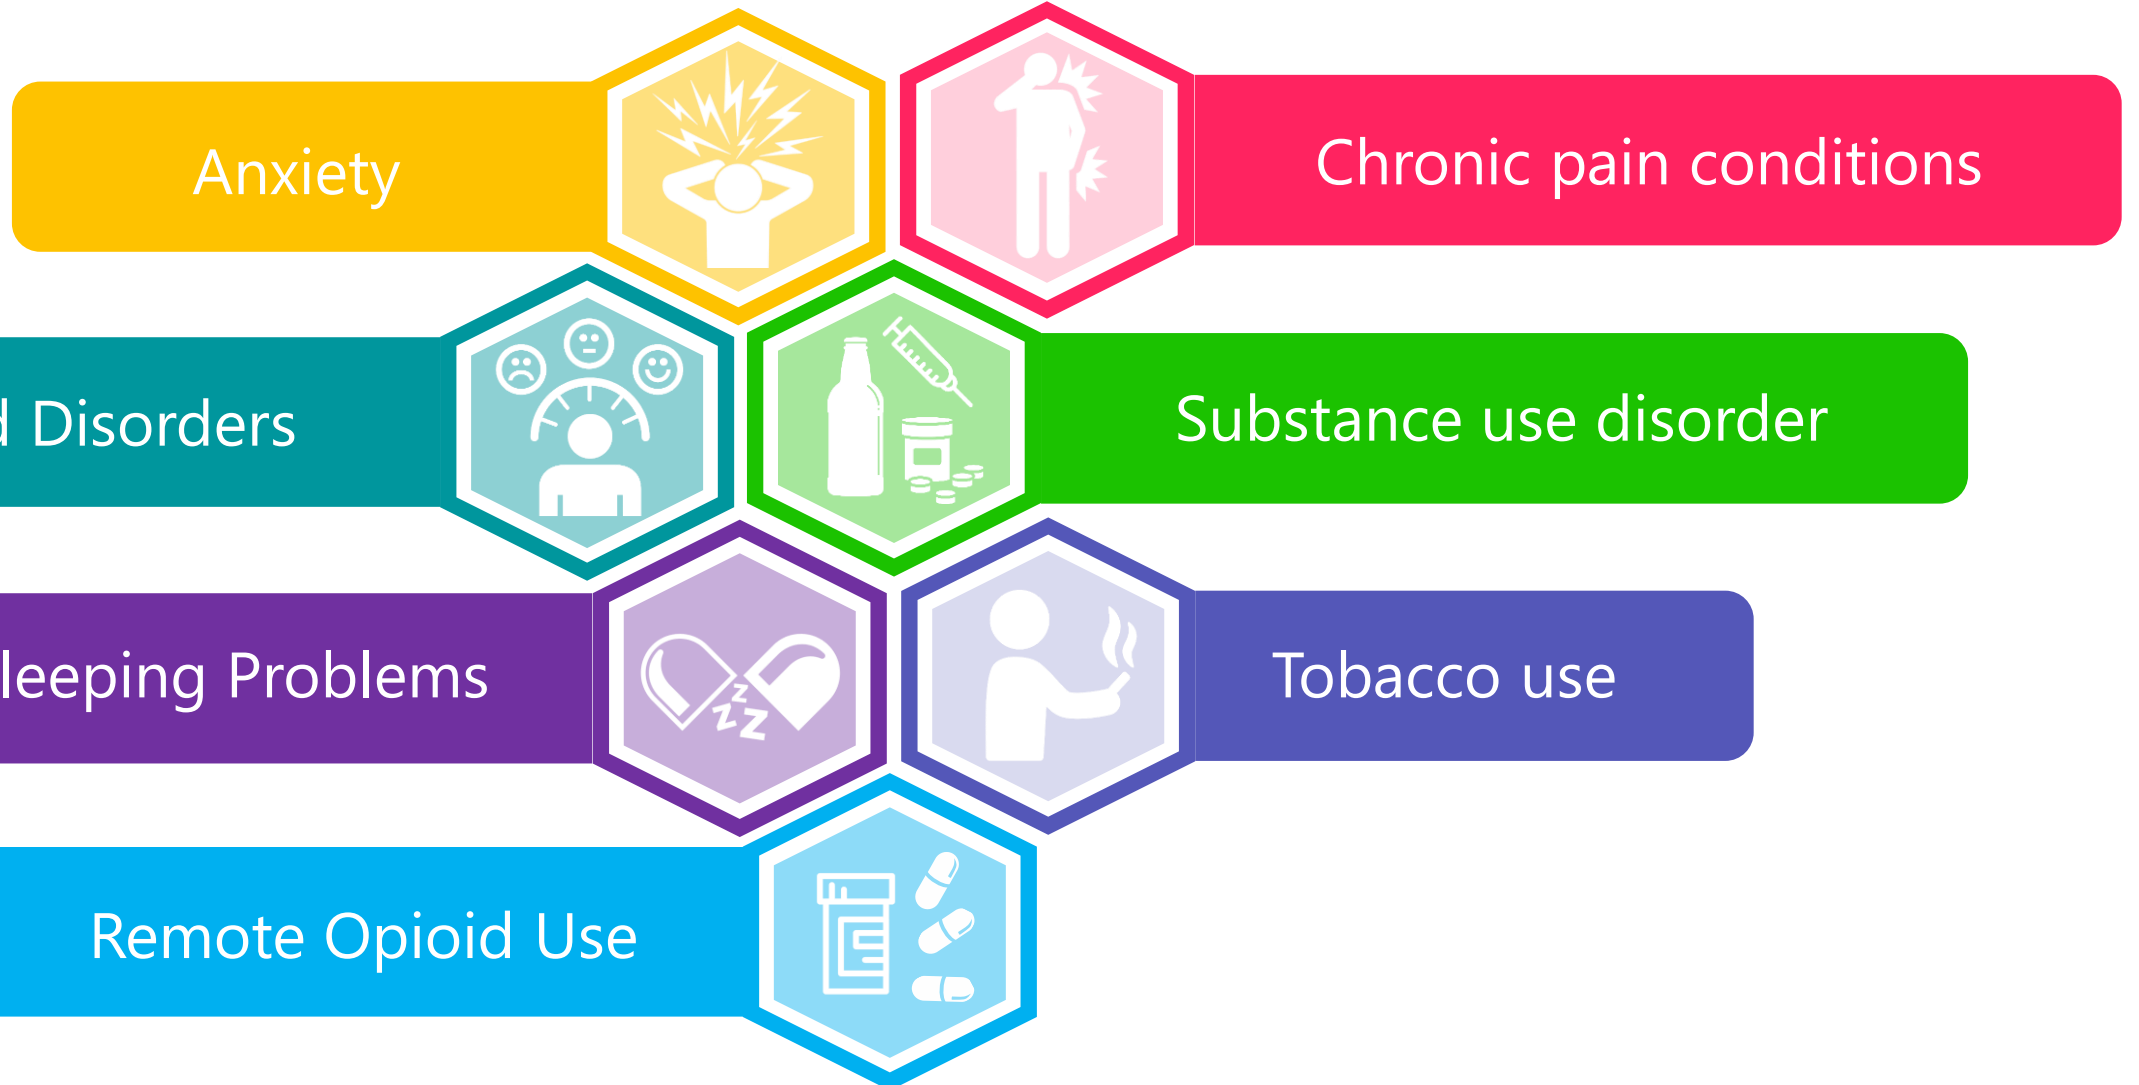 Anxiety
Chronic pain conditions
d Disorders
Substance use disorder
leeping Problems
Tobacco use
Remote Opioid Use